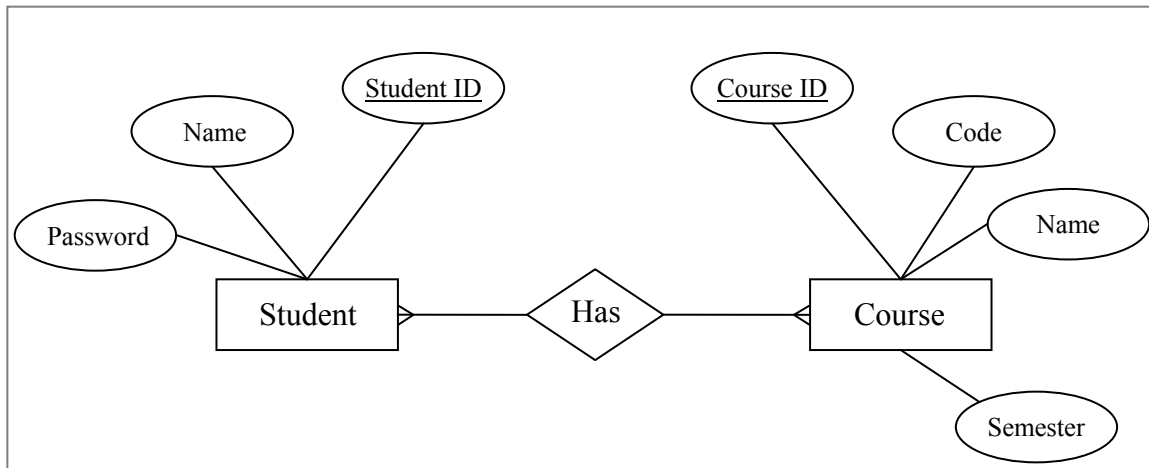 Student ID
Course ID
Name
Code
Password
Name
Student
Has
Course
Semester